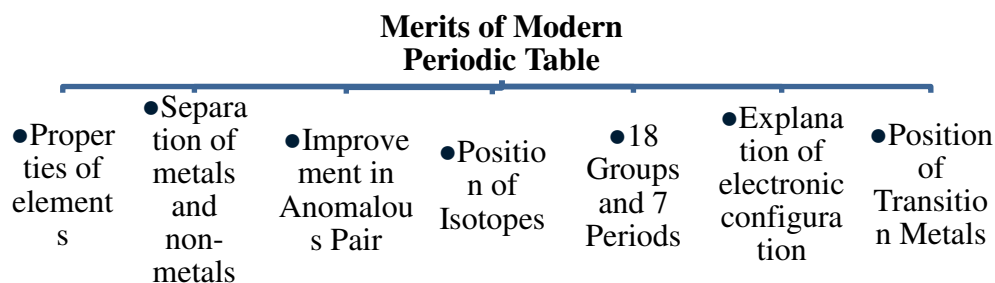 Merits of Modern
Periodic Table
●Proper
ties of
element
s
●Separa
tion of
metals
and
non-
metals
●Improve
ment in
Anomalou
s Pair
●Positio
n of
Isotopes
●18
Groups
and 7
Periods
●Explana
tion of
electronic
configura
tion
●Position
of
Transitio
n Metals